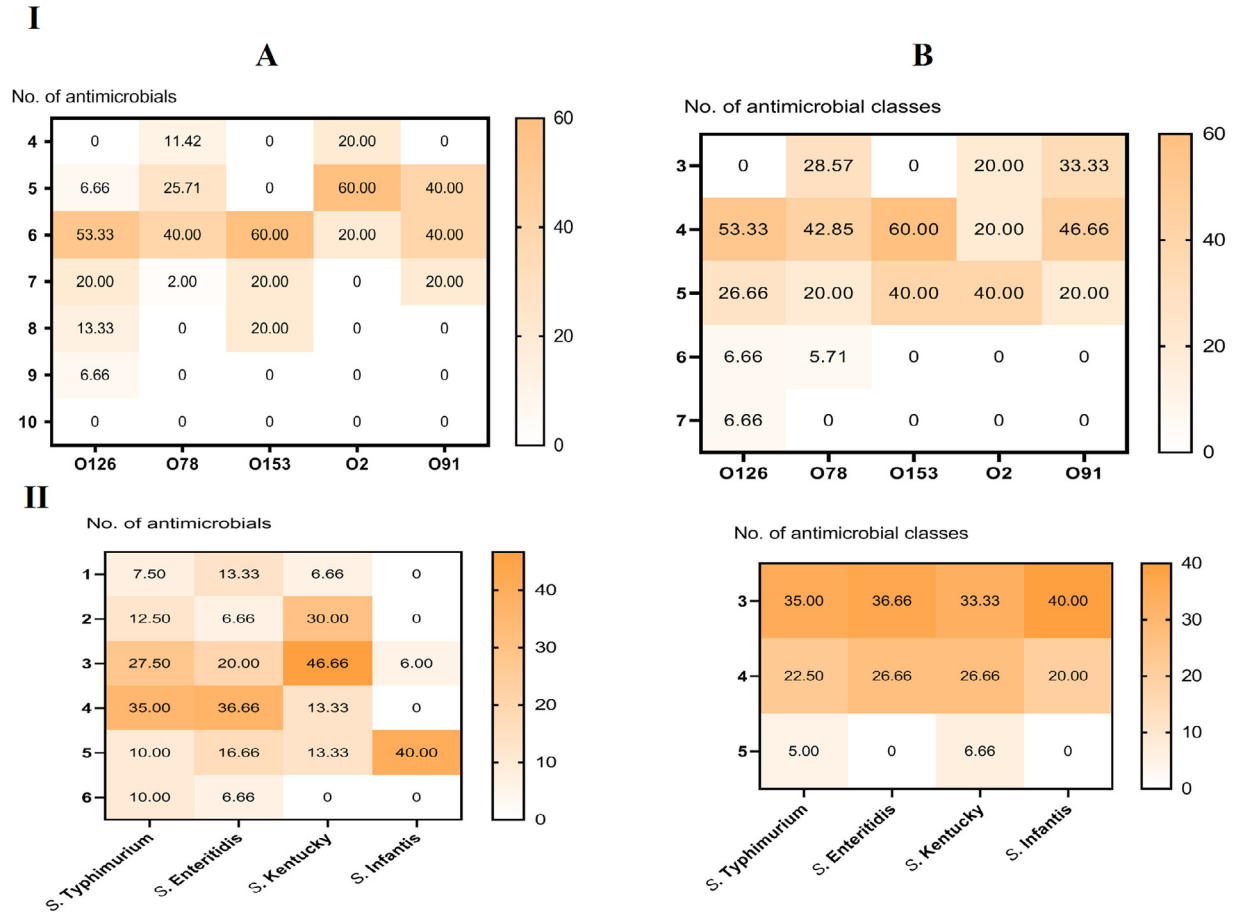 I
A
No. of antimicrobials
4 0 11.42 0 20.00 0
5 6.66 25.71 0 60.00 40.00
6 53.33 40.00 60.00 20.00 40.00
7 20.00 2.00 20.00 0 20.00
8 13.33 0 20.00 0 0
9 6.66 0 0 0 0
10 0 0 0 0 0
O126 O78 O153 O2 O91
60
40
20
0
B
No. of antimicrobial classes
3 0 28.57 0 20.00 33.33
4 53.33 42.85 60.00 20.00 46.66
5 26.66 20.00 40.00 40.00 20.00
6 6.66 5.71 0 0 0
7 6.66 0 0 0 0
O126 O78 O153 O2 O91
60
40
20
0
II
No. of antimicrobials
1 7.50 13.33 6.66 0
2 12.50 6.66 30.00 0
3 27.50 20.00 46.66 6.00
4 35.00 36.66 13.33 0
5 10.00 16.66 13.33 40.00
6 10.00 6.66 0 0
S. Typhimurium S. Enteritidis S. Kentucky S. Infantis
40
30
20
10
0
No. of antimicrobial classes
3 35.00 36.66 33.33 40.00
4 22.50 26.66 26.66 20.00
5 5.00 0 6.66 0
S. Typhimurium S. Enteritidis S. Kentucky S. Infantis
40
30
20
10
0